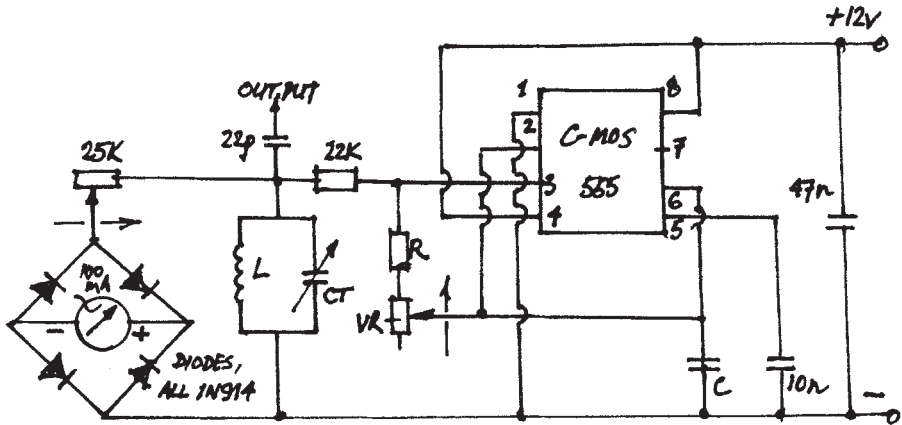 +12v
OUTPUT
22p
25K
22K
1
2
3
4
8
7
6
5
C-MOS
555
47n
L
CT
R
VR
100
MA
-
+
DIODES,
ALL 1N914
C
10n
-